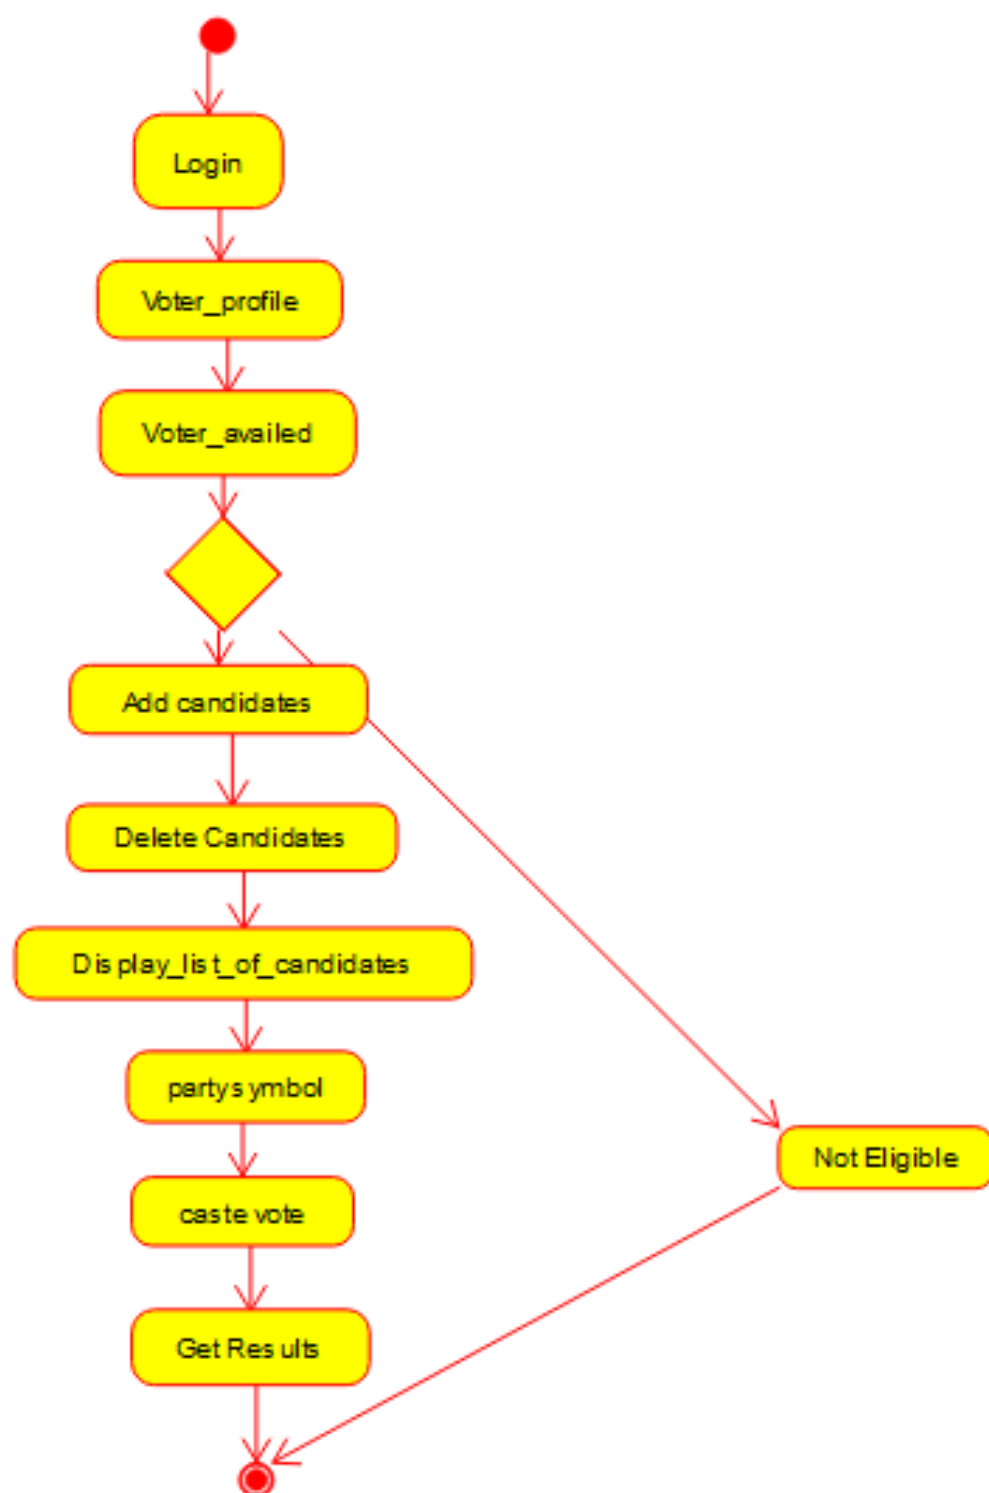 Login
Voter_profile
Voter_availed
Add candidates
Delete Candidates
Display_list_of_candidates
partysymbol
caste vote
Not Eligible
Get Results